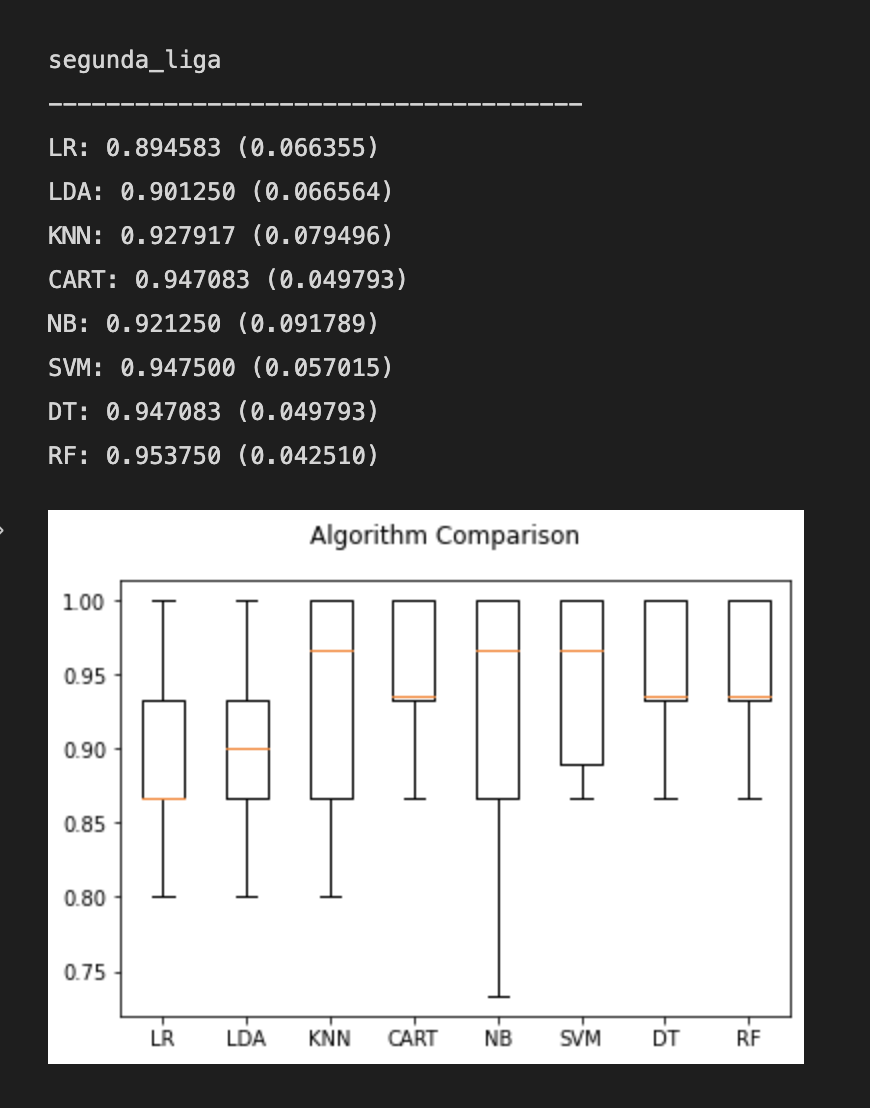 segunda_liga
-------------------------------------
LR: 0.894583 (0.066355)
LDA: 0.901250 (0.066564)
KNN: 0.927917 (0.079496)
CART: 0.947083 (0.049793)
NB: 0.921250 (0.091789)
SVM: 0.947500 (0.057015)
DT: 0.947083 (0.049793)
RF: 0.953750 (0.042510)
Algorithm Comparison
1.00
0.95
0.90
0.85
0.80
0.75
LR LDA KNN CART NB SVM DT RF